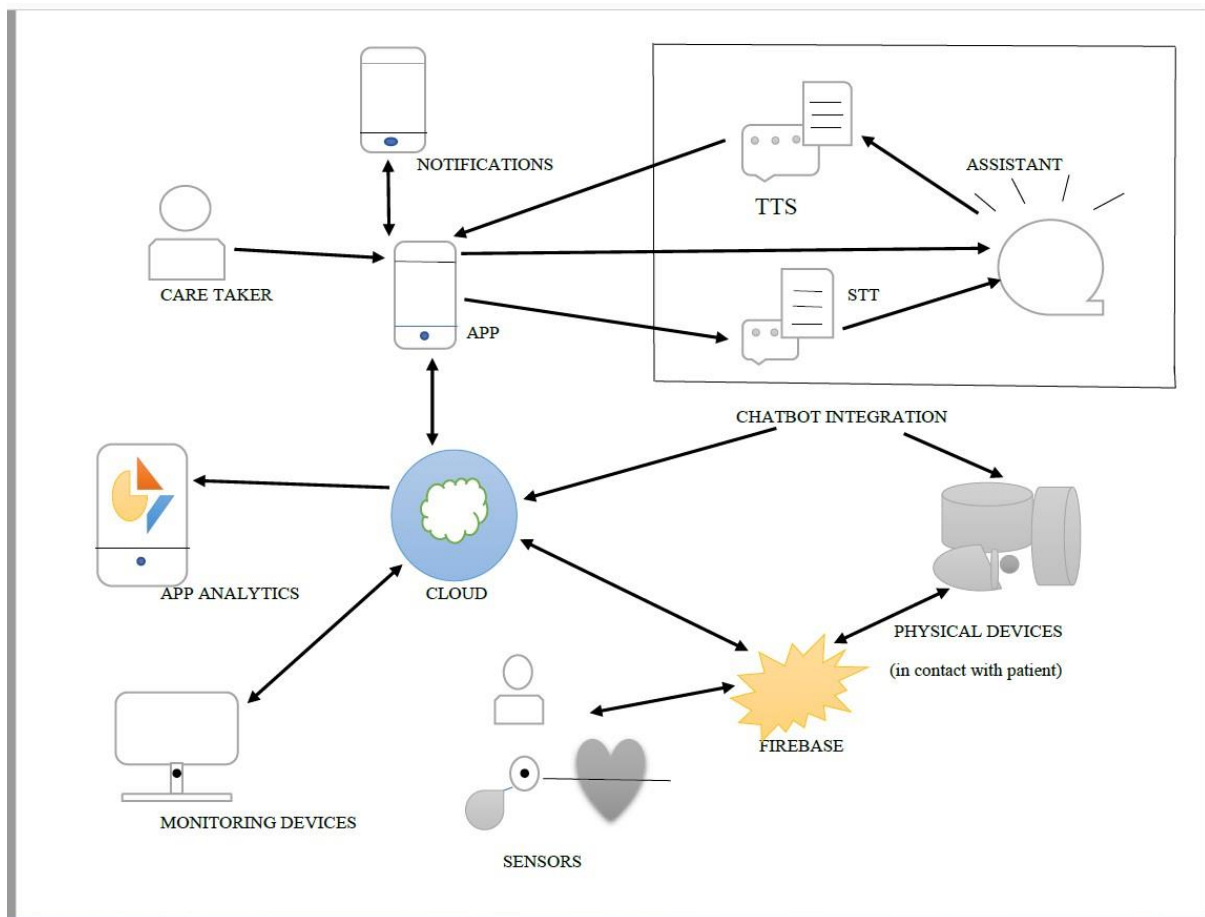 NOTIFICATIONS
ASSISTANT
TTS
CARE TAKER
STT
APP
CHATBOT INTEGRATION
APP ANALYTICS
CLOUD
PHYSICAL DEVICES
(in contact with patient)
FIREBASE
MONITORING DEVICES
SENSORS